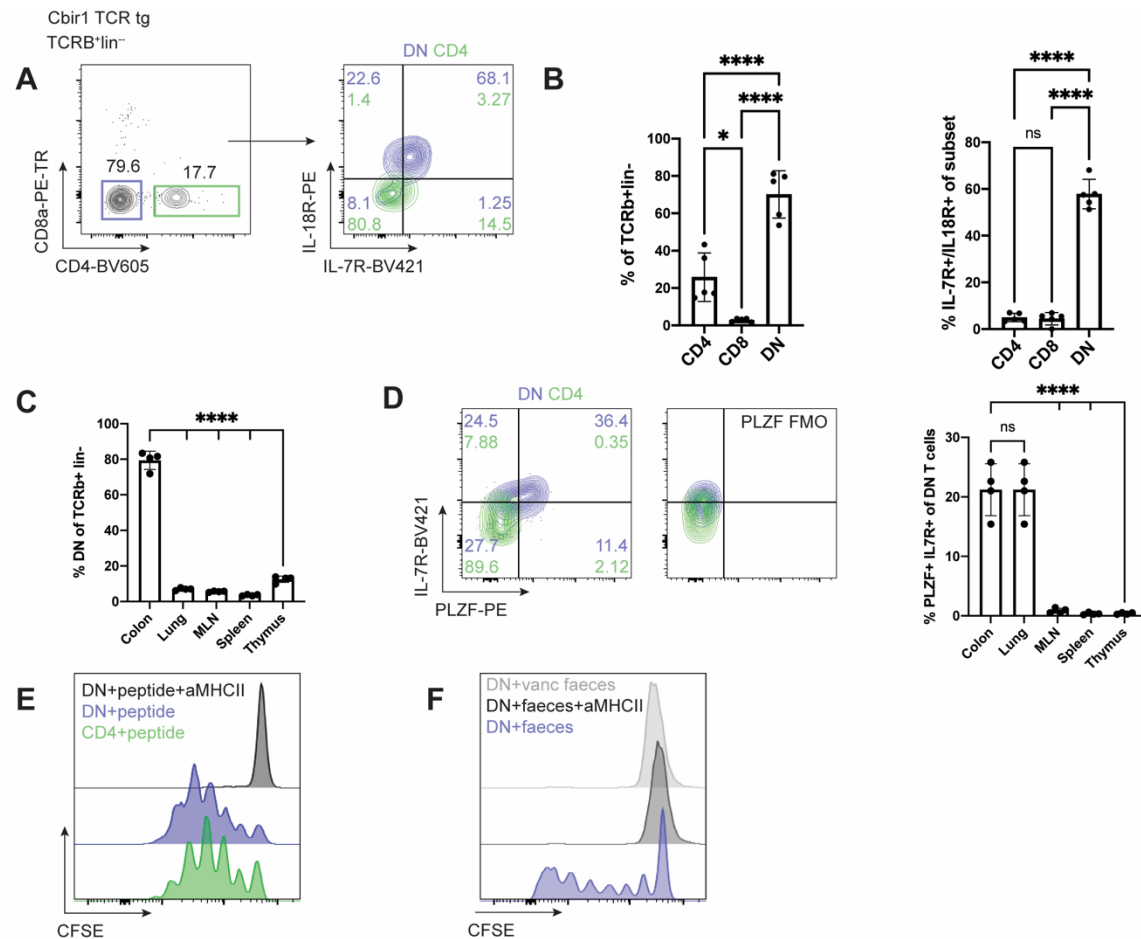 Cbir1 TCR tg
TCRB⁺lin⁻
A
79.6
17.7
CD8a-PE-TR
CD4-BV605
DN CD4
22.6
68.1
1.4
3.27
8.1
1.25
80.8
14.5
IL-18R-PE
IL-7R-BV421
B
****
****
*
100
80
60
40
20
0
% of TCRb+lin-
CD4
CD8
DN
****
****
ns
80
60
40
20
0
% IL-7R+/IL18R+ of subset
CD4
CD8
DN
C
****
100
80
60
40
20
0
% DN of TCRb+ lin-
Colon
Lung
MLN
Spleen
Thymus
D
DN CD4
24.5
36.4
7.88
0.35
27.7
11.4
89.6
2.12
IL-7R-BV421
PLZF-PE
PLZF FMO
****
ns
30
20
10
0
% PLZF+ IL7R+ of DN T cells
Colon
Lung
MLN
Spleen
Thymus
E
DN+peptide+aMHCII
DN+peptide
CD4+peptide
CFSE
F
DN+vanc faeces
DN+faeces+aMHCII
DN+faeces
CFSE